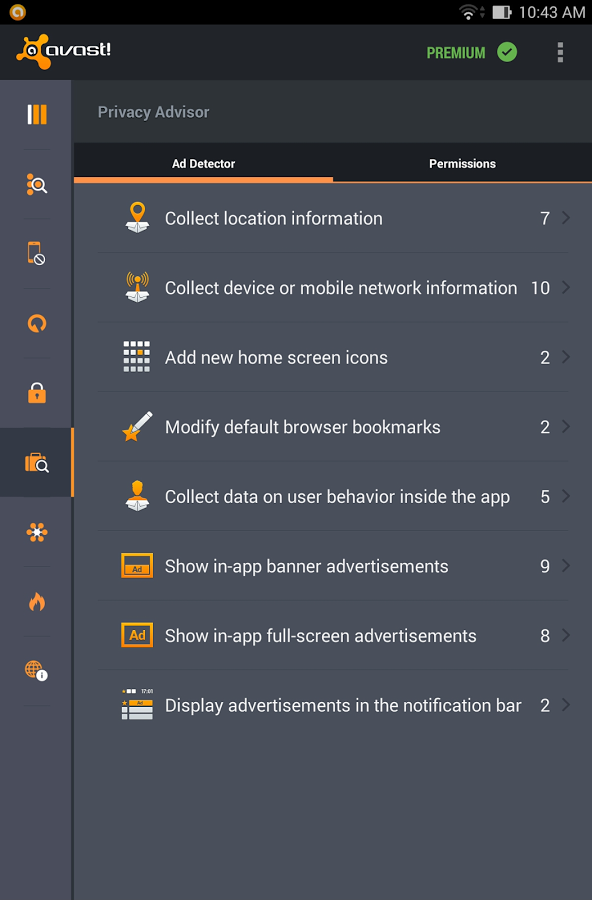 10:43 AM
avast!
PREMIUM
Privacy Advisor
Ad Detector
Permissions
Collect location information 7
Collect device or mobile network information 10
Add new home screen icons 2
Modify default browser bookmarks 2
Collect data on user behavior inside the app 5
Ad
Show in-app banner advertisements 9
Ad
Show in-app full-screen advertisements 8
17:01
Ad
Display advertisements in the notification bar 2